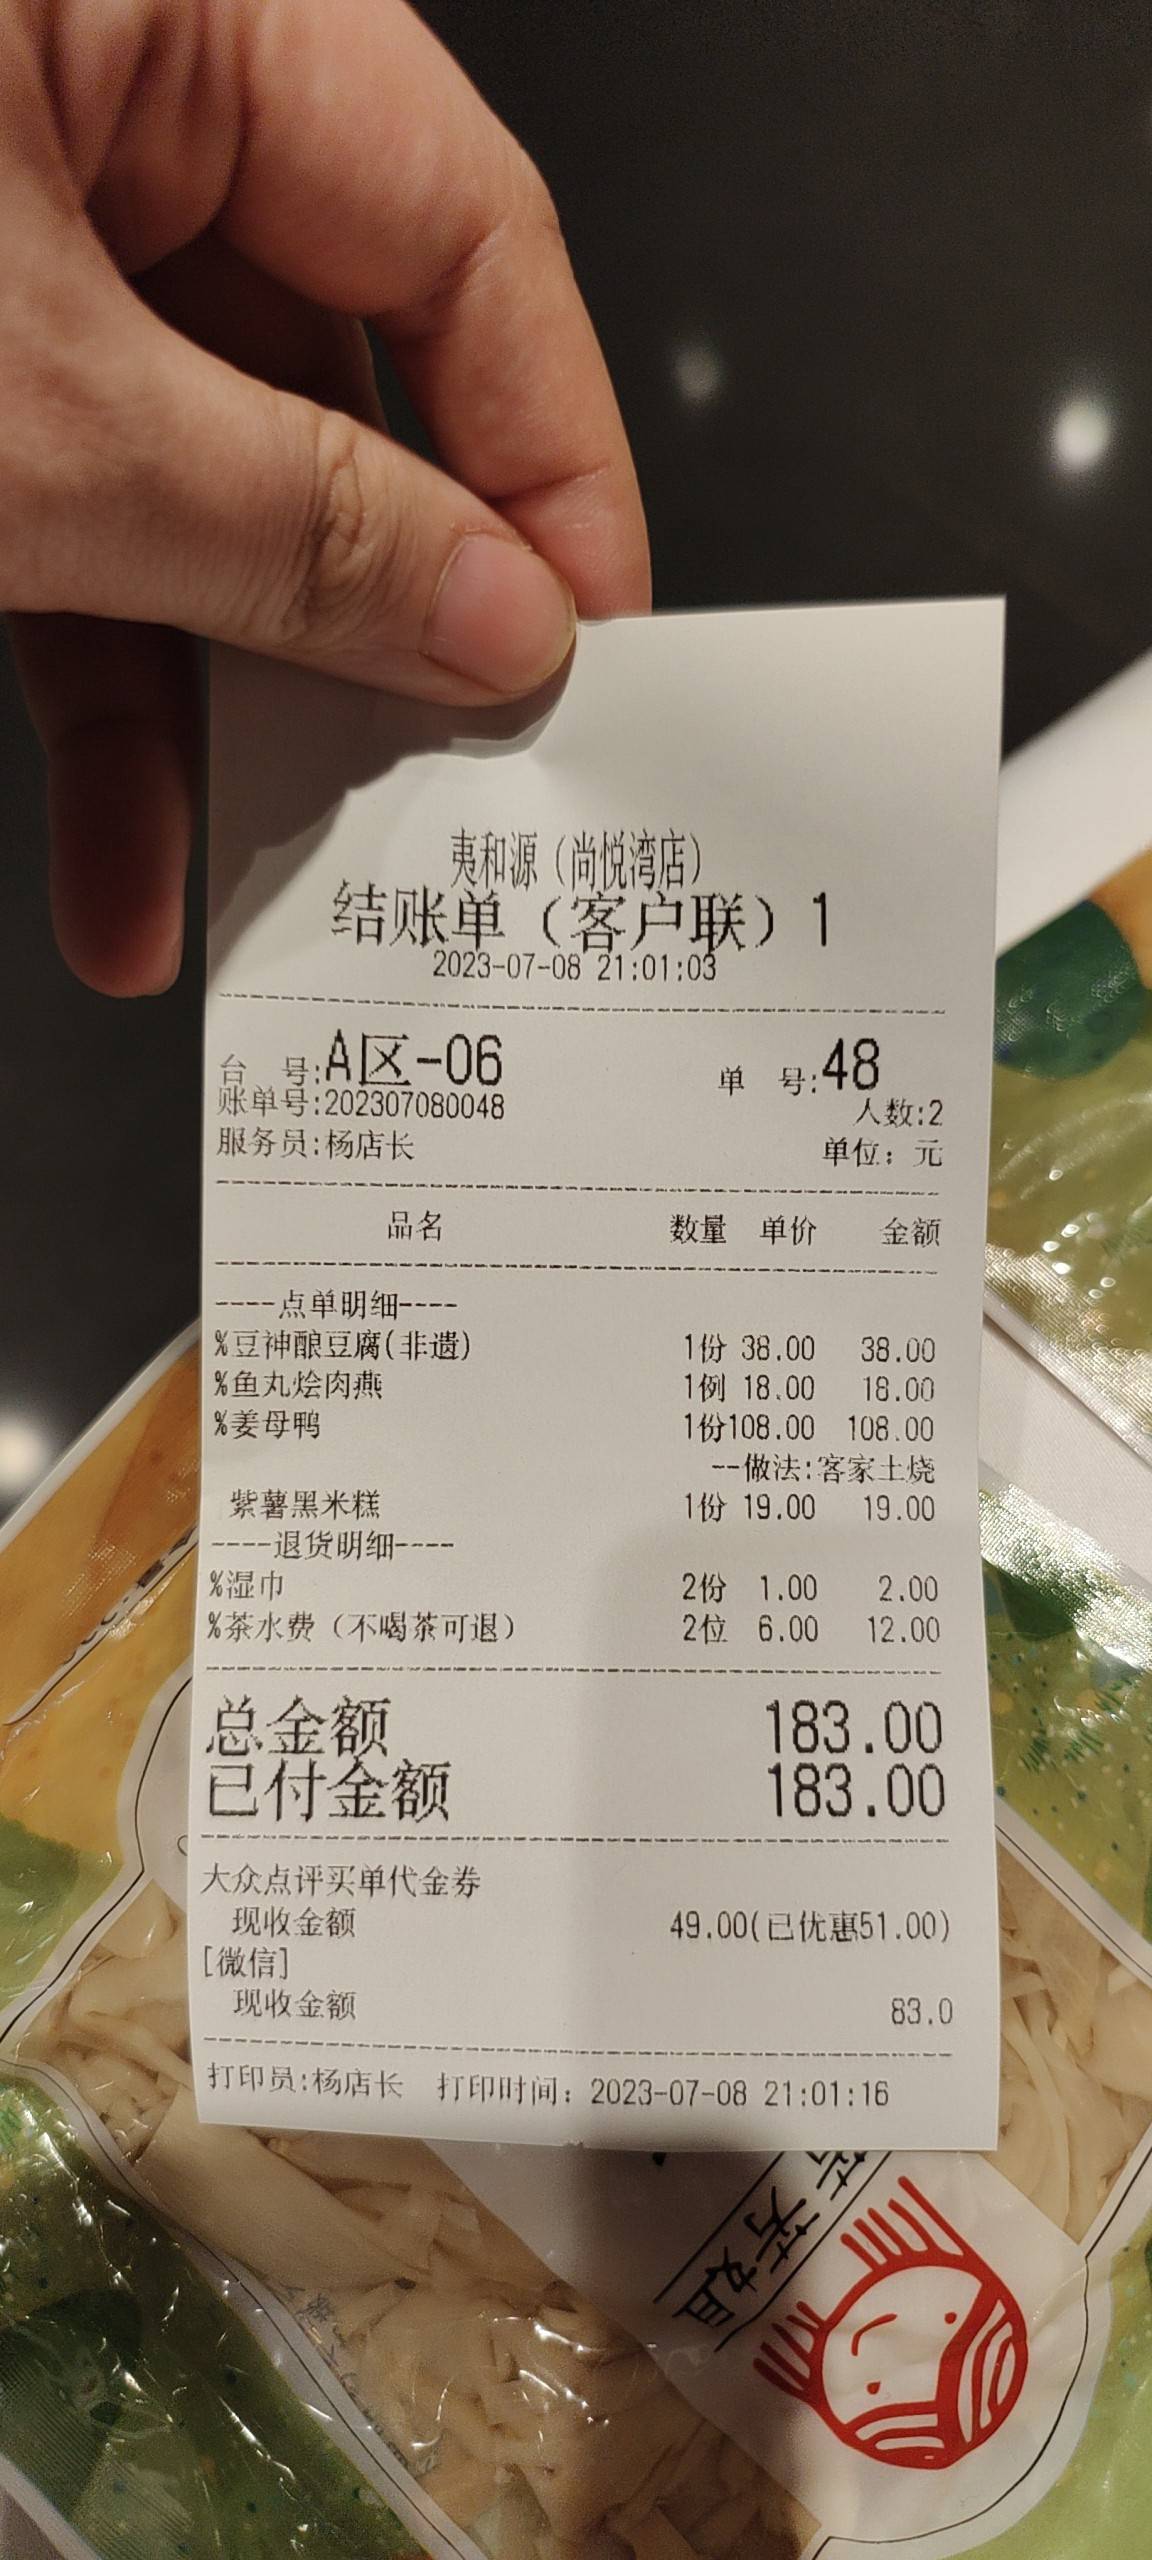 夷和源（尚悦湾店）
结账单（客户联）1
2023-07-08 21:01:03
台 号:A区-06 单 号:48
账单号:202307080048 人数:2
服务员:杨店长 单位：元
品名 数量 单价 金额
----点单明细----
%豆神酿豆腐(非遗) 1份 38.00 38.00
%鱼丸烩肉燕 1例 18.00 18.00
%姜母鸭 1份108.00 108.00
--做法:客家土烧
紫薯黑米糕 1份 19.00 19.00
----退货明细----
%湿巾 2份 1.00 2.00
%茶水费（不喝茶可退） 2位 6.00 12.00
总金额 183.00
已付金额 183.00
大众点评买单代金券
现收金额 49.00(已优惠51.00)
[微信]
现收金额 83.0
打印员:杨店长 打印时间：2023-07-08 21:01:16